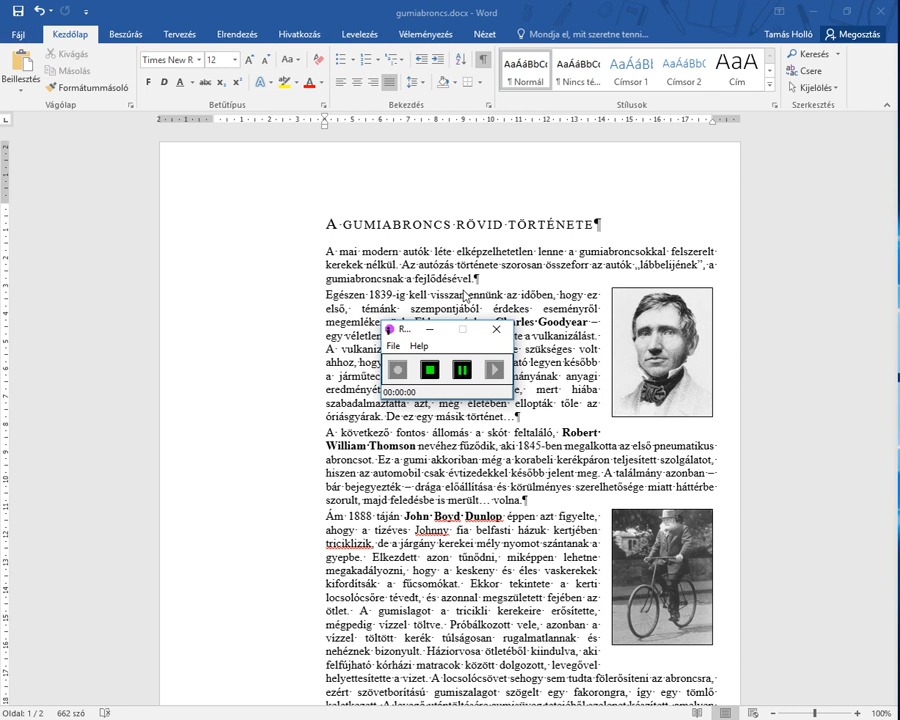 gumiabroncs.docx - Word
Fájl Kezdőlap Beszúrás Tervezés Elrendezés Hivatkozás Levelezés Véleményezés Nézet Mondja el, mit szeretne tenni... Tamás Holló Megosztás
Beillesztés
Kivágás
Másolás
Formátummásoló
Vágólap
Times New R 12
Betűtípus
Bekezdés
AaBbCc AaBbCc AaBbC AaBbCc AaA
¶ Normál ¶ Nincs té... Címsor 1 Címsor 2 Cím
Stílusok
Keresés
Csere
Kijelölés
Szerkesztés
A GUMIABRONCS RÖVID TÖRTÉNETE¶
A mai modern autók léte elképzelhetetlen lenne a gumiabroncsokkal felszerelt
kerekek nélkül. Az autózás története szorosan összeforr az autók „lábbelijének”, a
gumiabroncsnak a fejlődésével.¶
Egészen 1839-ig kell visszamennünk az időben, hogy ez
első, témánk szempontjából érdekes eseményről
Charles Goodyear –
egy véletlen
a vulkanizálást.
szükséges volt
ahhoz, hogy
legyen később
a járműtec
anyagi
mert hiába
szabadalmaztatta azt, még életében ellopták tőle az
óriásgyárak. De ez egy másik történet…¶
R...
File Help
00:00:00
A következő fontos állomás a skót feltaláló, Robert
William Thomson nevéhez fűződik, aki 1845-ben megalkotta az első pneumatikus
abroncsot. Ez a gumi akkoriban még a korabeli kerékpáron teljesített szolgálatot,
hiszen az automobil csak évtizedekkel később jelent meg. A találmány azonban –
bár bejegyezték – drága előállítása és körülményes szerelhetősége miatt háttérbe
szorult, majd feledésbe is merült… volna.¶
Ám 1888 táján John Boyd Dunlop éppen azt figyelte,
ahogy a tízéves Johnny fia belfasti házuk kertjében
triciklizik, de a járgány kerekei mély nyomot szántanak a
gyepbe. Elkezdett azon tűnődni, miképpen lehetne
megakadályozni, hogy a keskeny és éles vaskerekek
kifordítsák a fűcsomókat. Ekkor tekintete a kerti
locsolócsőre tévedt, és azonnal megszületett fejében az
ötlet. A gumislagot a tricikli kerekeire erősítette,
mégpedig vízzel töltve. Próbálkozott vele, azonban a
vízzel töltött kerék túlságosan rugalmatlannak és
nehéznek bizonyult. Háziorvosa ötletéből kiindulva, aki
felfújható kórházi matracok között dolgozott, levegővel
helyettesítette a vizet. A locsolócsövet sehogy sem tudta fölerősíteni az abroncsra,
ezért szövetborítású gumiszalagot szögelt egy fakorongra, így egy tömlő
Oldal: 1 / 2 662 szó 100%